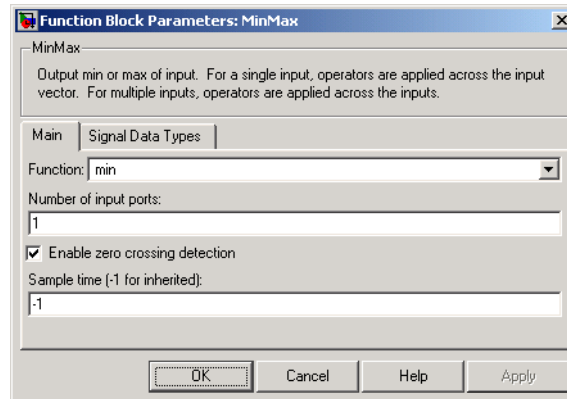 Function Block Parameters: MinMax
MinMax
Output min or max of input. For a single input, operators are applied across the input
vector. For multiple inputs, operators are applied across the inputs.
Main Signal Data Types
Function: min
Number of input ports:
1
Enable zero crossing detection
Sample time (-1 for inherited):
-1
OK Cancel Help Apply